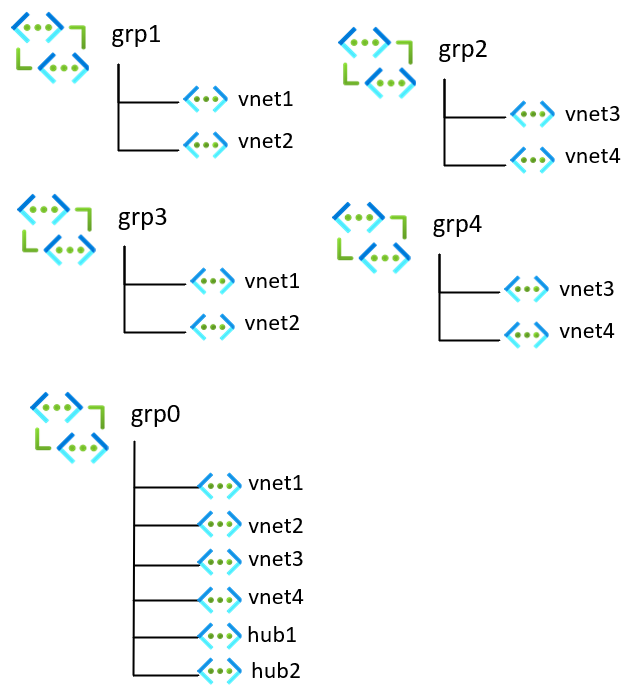 grp1
vnet1
vnet2
grp2
vnet3
vnet4
grp3
vnet1
vnet2
grp4
vnet3
vnet4
grp0
vnet1
vnet2
vnet3
vnet4
hub1
hub2